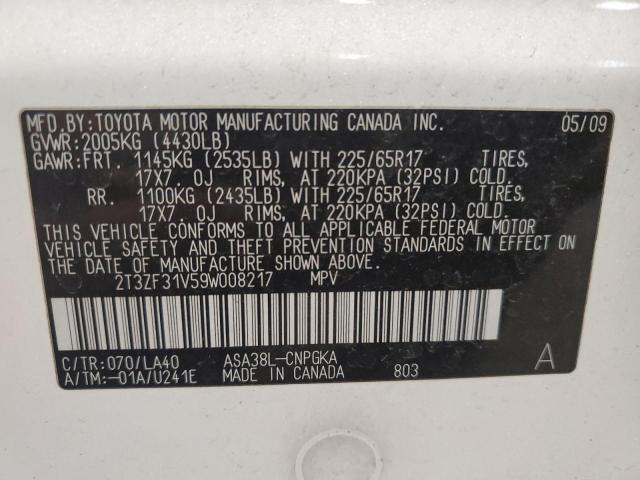 MFD.BY:TOYOTA MOTOR MANUFACTURING CANADA INC. 05/09
GVWR:2005KG (4430LB)
GAWR:FRT. 1145KG (2535LB) WITH 225/65R17 TIRES,
17X7.0J RIMS, AT 220KPA (32PSI) COLD.
RR. 1100KG (2435LB) WITH 225/65R17 TIRES,
17X7.0J RIMS, AT 220KPA (32PSI) COLD.
THIS VEHICLE CONFORMS TO ALL APPLICABLE FEDERAL MOTOR
VEHICLE SAFETY AND THEFT PREVENTION STANDARDS IN EFFECT ON
THE DATE OF MANUFACTURE SHOWN ABOVE.
2T3ZF31V59W008217 MPV
C/TR:070/LA40 ASA38L-CNPGKA A
A/TM:-01A/U241E MADE IN CANADA 803